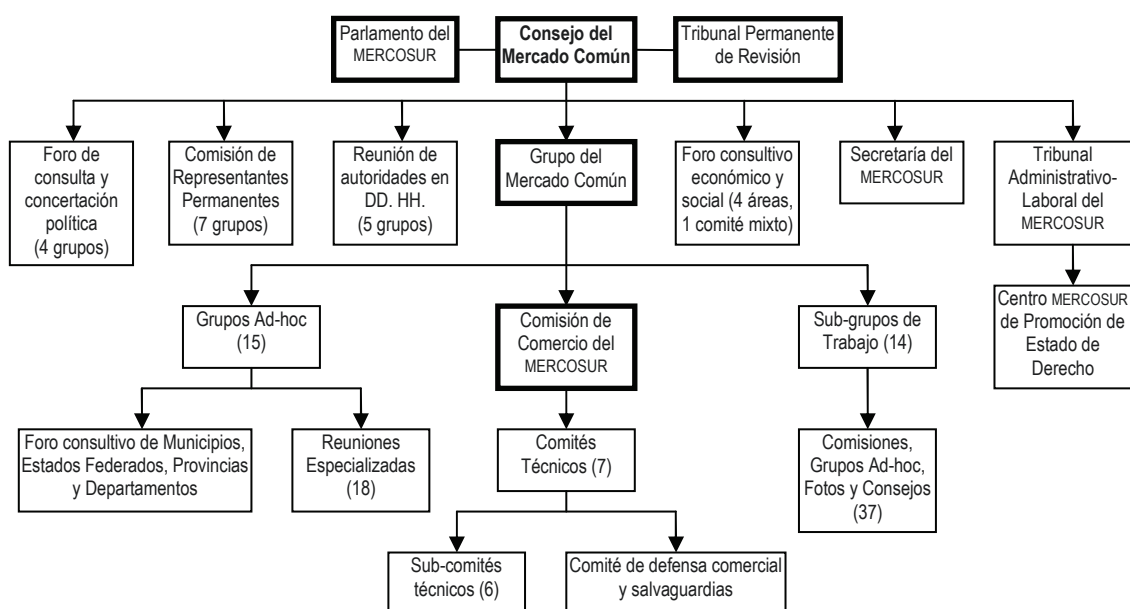 Parlamento del
MERCOSUR
Consejo del
Mercado Común
Tribunal Permanente
de Revisión
Foro de
consulta y
concertación
política
(4 grupos)
Comisión de
Representantes
Permanentes
(7 grupos)
Reunión de
autoridades en
DD. HH.
(5 grupos)
Grupo del
Mercado Común
Foro consultivo
económico y
social (4 áreas,
1 comité mixto)
Secretaría del
MERCOSUR
Tribunal
Administrativo-
Laboral del
MERCOSUR
Grupos Ad-hoc
(15)
Comisión de
Comercio del
MERCOSUR
Sub-grupos de
Trabajo (14)
Centro MERCOSUR
de Promoción de
Estado de
Derecho
Foro consultivo de Municipios,
Estados Federados, Provincias
y Departamentos
Reuniones
Especializadas
(18)
Comités
Técnicos (7)
Comisiones,
Grupos Ad-hoc,
Fotos y Consejos
(37)
Sub-comités
técnicos (6)
Comité de defensa comercial
y salvaguardias